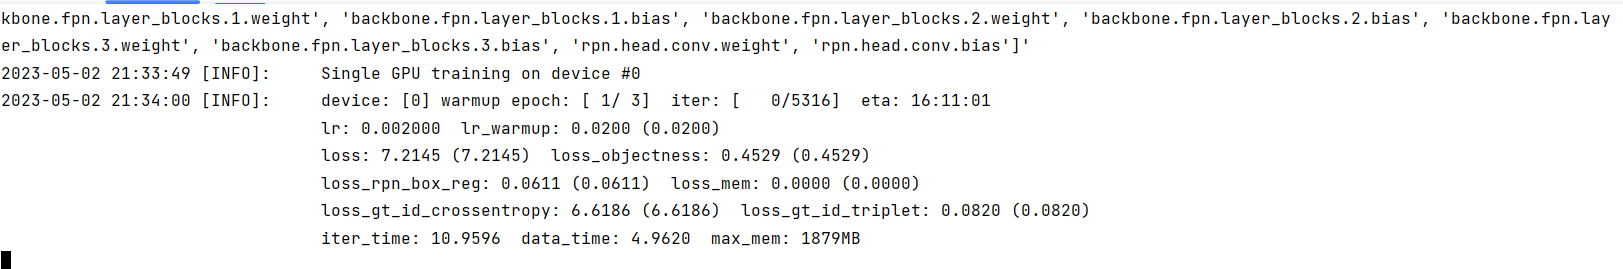 kbone.fpn.layer_blocks.1.weight', 'backbone.fpn.layer_blocks.1.bias', 'backbone.fpn.layer_blocks.2.weight', 'backbone.fpn.layer_blocks.2.bias', 'backbone.fpn.lay
er_blocks.3.weight', 'backbone.fpn.layer_blocks.3.bias', 'rpn.head.conv.weight', 'rpn.head.conv.bias']'
2023-05-02 21:33:49 [INFO]:     Single GPU training on device #0
2023-05-02 21:34:00 [INFO]:     device: [0] warmup epoch: [ 1/ 3]  iter: [   0/5316]  eta: 16:11:01
lr: 0.002000  lr_warmup: 0.0200 (0.0200)
loss: 7.2145 (7.2145)  loss_objectness: 0.4529 (0.4529)
loss_rpn_box_reg: 0.0611 (0.0611)  loss_mem: 0.0000 (0.0000)
loss_gt_id_crossentropy: 6.6186 (6.6186)  loss_gt_id_triplet: 0.0820 (0.0820)
iter_time: 10.9596  data_time: 4.9620  max_mem: 1879MB